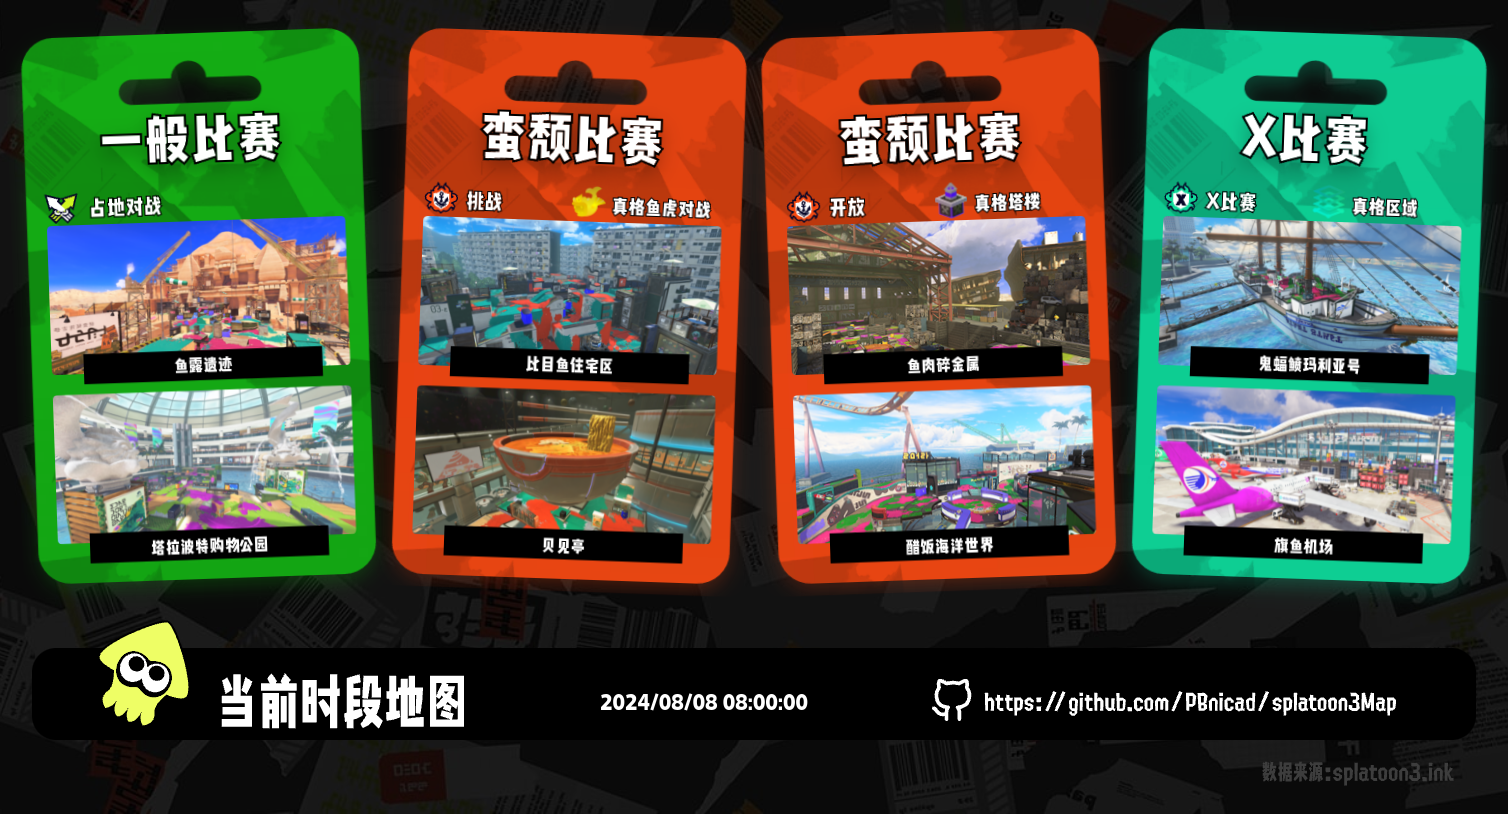 一般比赛
占地对战
鱼露遗迹
塔拉波特购物公园
蛮颓比赛
挑战
真格鱼虎对战
比目鱼住宅区
贝见亭
蛮颓比赛
开放
真格塔楼
鱼肉碎金属
醋饭海洋世界
X比赛
X比赛
真格区域
鬼蝠鲼玛利亚号
旗鱼机场
当前时段地图
2024/08/08 08:00:00
https://github.com/PBnicad/splatoon3Map
数据来源:splatoon3.ink